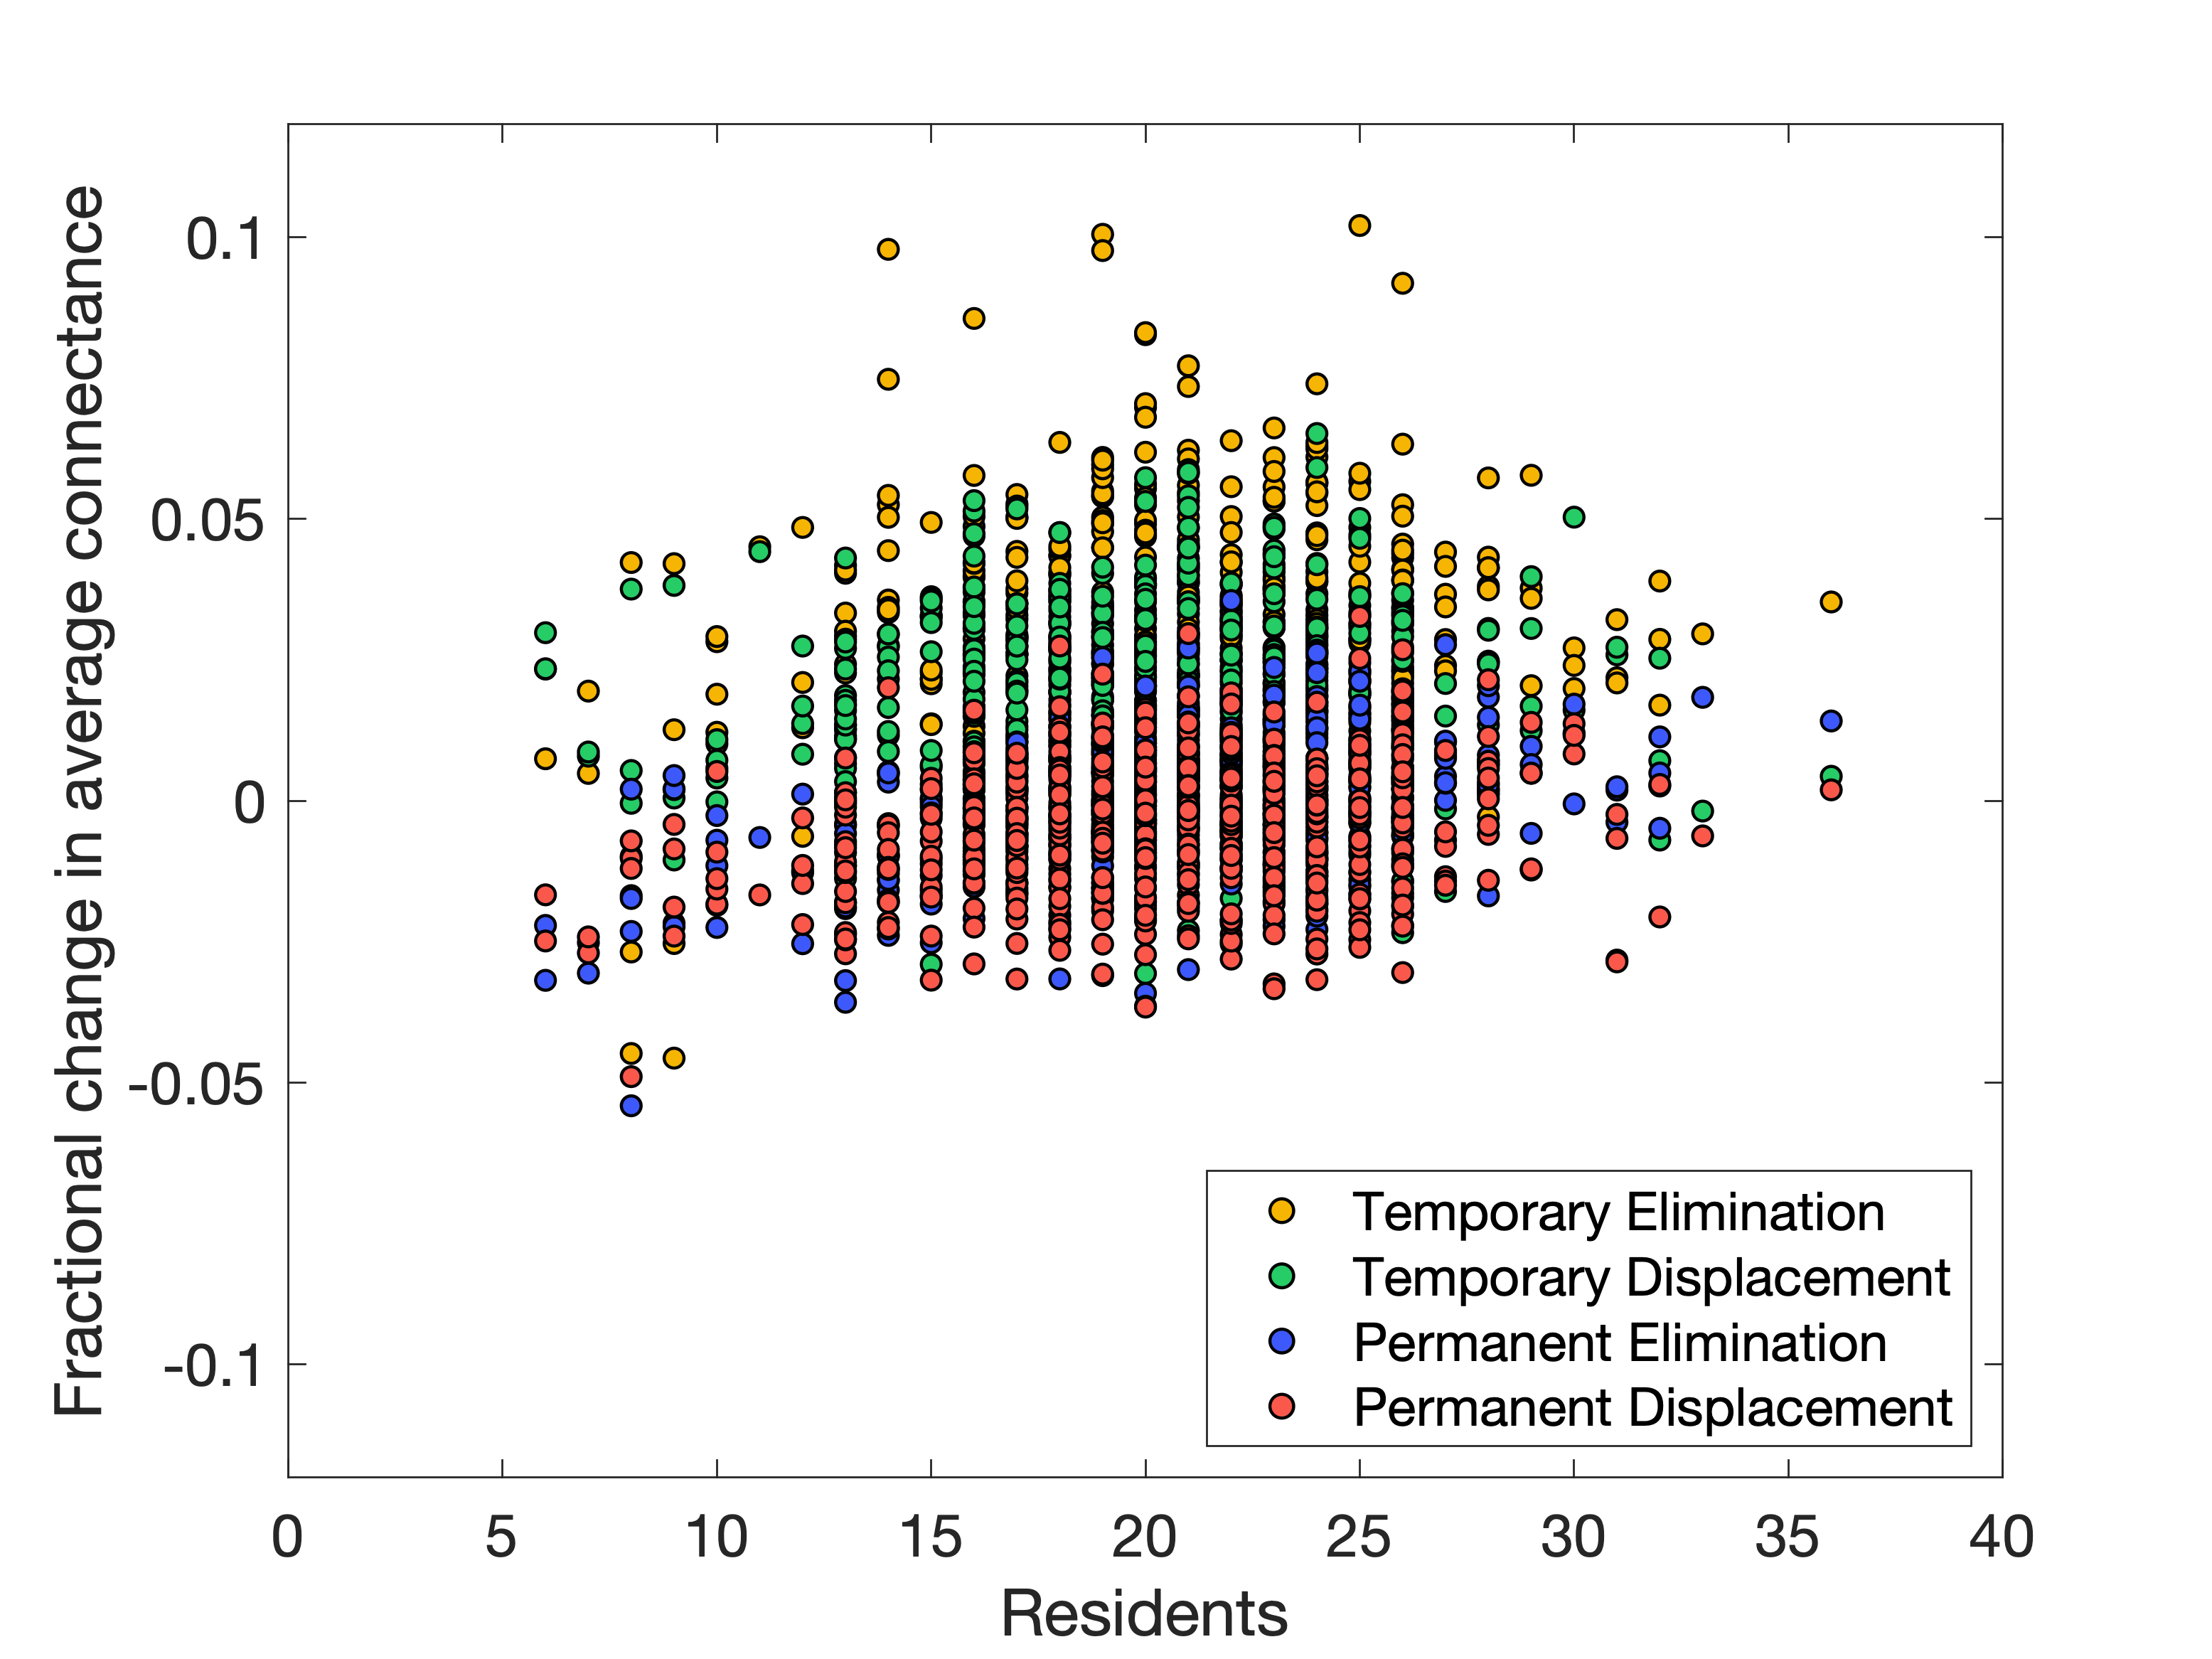 Fractional change in average connectance
0.1
0.05
0
-0.05
-0.1
Temporary Elimination
Temporary Displacement
Permanent Elimination
Permanent Displacement
0 5 10 15 20 25 30 35 40
Residents